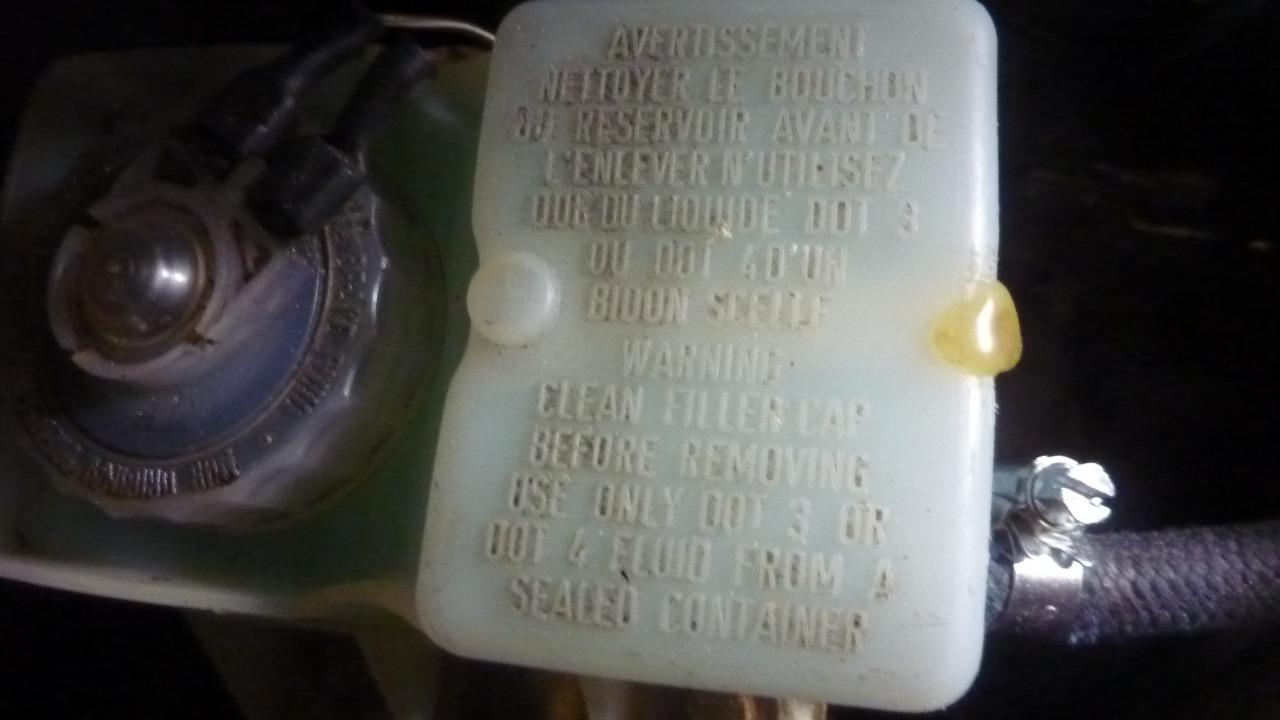 AVERTISSEMENT
NETTOYER LE BOUCHON
DU RESERVOIR AVANT DE
L'ENLEVER N'UTILISEZ
QUE DU LIQUIDE DOT 3
OU DOT 4 D'UN
BIDON SCELLE
WARNING
CLEAN FILLER CAP
BEFORE REMOVING
USE ONLY DOT 3 OR
DOT 4 FLUID FROM A
SEALED CONTAINER